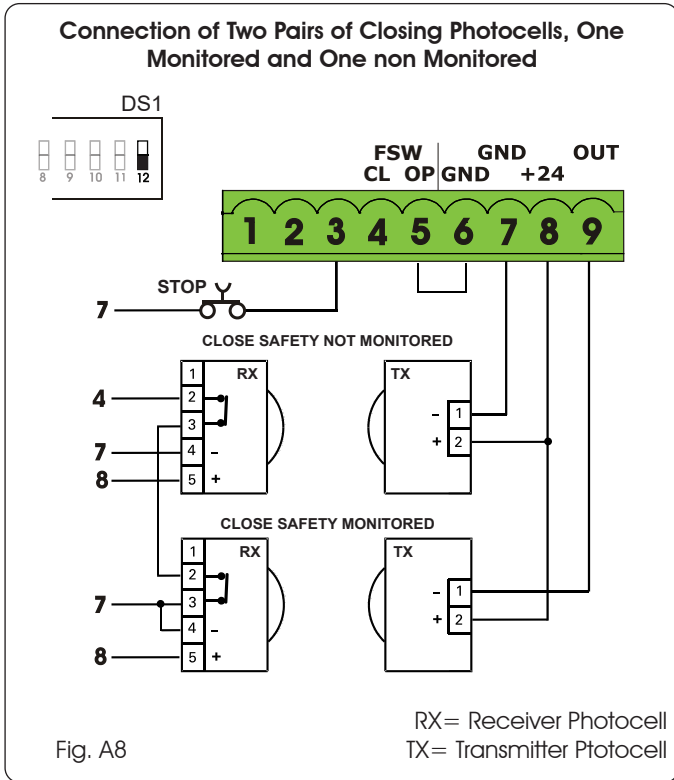 Connection of Two Pairs of Closing Photocells, One
Monitored and One non Monitored
DS1
8 9 10 11 12
FSW GND OUT
CL OP GND +24
1 2 3 4 5 6 7 8 9
STOP
7
CLOSE SAFETY NOT MONITORED
1 RX TX
4 2
3 - 1
7 4 - + 2
8 5 +
CLOSE SAFETY MONITORED
1 RX TX
2
7 3 - 1
4 - + 2
8 5 +
RX= Receiver Photocell
Fig. A8 TX= Transmitter Ptotocell